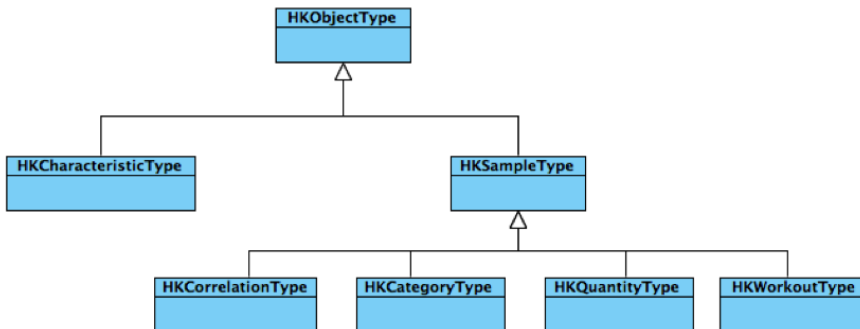 HKObjectType
HKCharacteristicType
HKSampleType
HKCorrelationType
HKCategoryType
HKQuantityType
HKWorkoutType